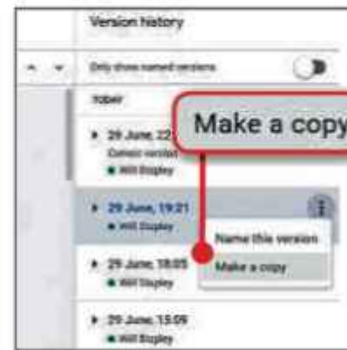 Version history
Only show named versions
TODAY
Make a copy
29 June, 22
Current version
Will Stapley
29 June, 19:21
Will Stapley
Name this version
29 June, 18:05
Make a copy
Will Stapley
29 June, 15:09
Will Stapley